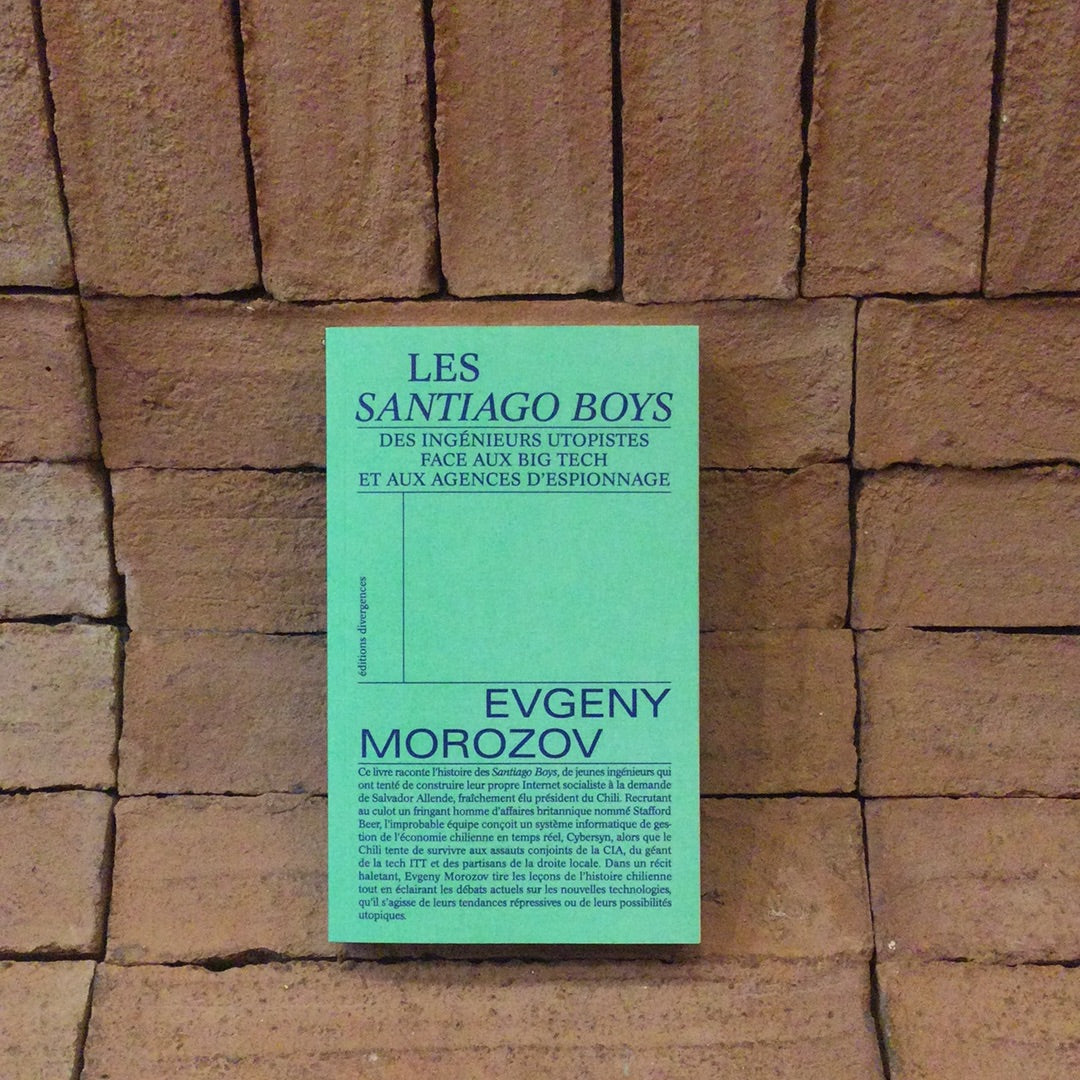 LES
SANTIAGO BOYS
DES INGÉNIEURS UTOPISTES
FACE AUX BIG TECH
ET AUX AGENCES D'ESPIONNAGE
éditions divergences
EVGENY
MOROZOV
Ce livre raconte l'histoire des Santiago Boys, de jeunes ingénieurs qui
ont tenté de construire leur propre Internet socialiste à la demande
de Salvador Allende, fraîchement élu président du Chili. Recrutant
au culot un fringant homme d'affaires britannique nommé Stafford
Beer, l'improbable équipe conçoit un système informatique de ges-
tion de l'économie chilienne en temps réel, Cybersyn, alors que le
Chili tente de survivre aux assauts conjoints de la CIA, du géant
de la tech ITT et des partisans de la droite locale. Dans un récit
haletant, Evgeny Morozov tire les leçons de l'histoire chilienne
tout en éclairant les débats actuels sur les nouvelles technologies,
qu'il s'agisse de leurs tendances répressives ou de leurs possibilités
utopiques.